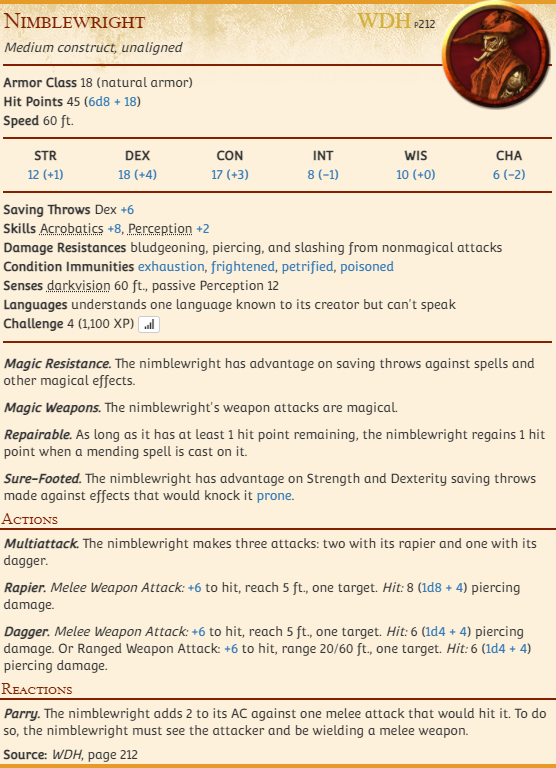 Nimblewright WDH p212
Medium construct, unaligned
Armor Class 18 (natural armor)
Hit Points 45 (6d8 + 18)
Speed 60 ft.
STR DEX CON INT WIS CHA
12 (+1) 18 (+4) 17 (+3) 8 (−1) 10 (+0) 6 (−2)
Saving Throws Dex +6
Skills Acrobatics +8, Perception +2
Damage Resistances bludgeoning, piercing, and slashing from nonmagical attacks
Condition Immunities exhaustion, frightened, petrified, poisoned
Senses darkvision 60 ft., passive Perception 12
Languages understands one language known to its creator but can't speak
Challenge 4 (1,100 XP)
Magic Resistance. The nimblewright has advantage on saving throws against spells and
other magical effects.
Magic Weapons. The nimblewright's weapon attacks are magical.
Repairable. As long as it has at least 1 hit point remaining, the nimblewright regains 1 hit
point when a mending spell is cast on it.
Sure-Footed. The nimblewright has advantage on Strength and Dexterity saving throws
made against effects that would knock it prone.
Actions
Multiattack. The nimblewright makes three attacks: two with its rapier and one with its
dagger.
Rapier. Melee Weapon Attack: +6 to hit, reach 5 ft., one target. Hit: 8 (1d8 + 4) piercing
damage.
Dagger. Melee Weapon Attack: +6 to hit, reach 5 ft., one target. Hit: 6 (1d4 + 4) piercing
damage. Or Ranged Weapon Attack: +6 to hit, range 20/60 ft., one target. Hit: 6 (1d4 + 4)
piercing damage.
Reactions
Parry. The nimblewright adds 2 to its AC against one melee attack that would hit it. To do
so, the nimblewright must see the attacker and be wielding a melee weapon.
Source: WDH, page 212